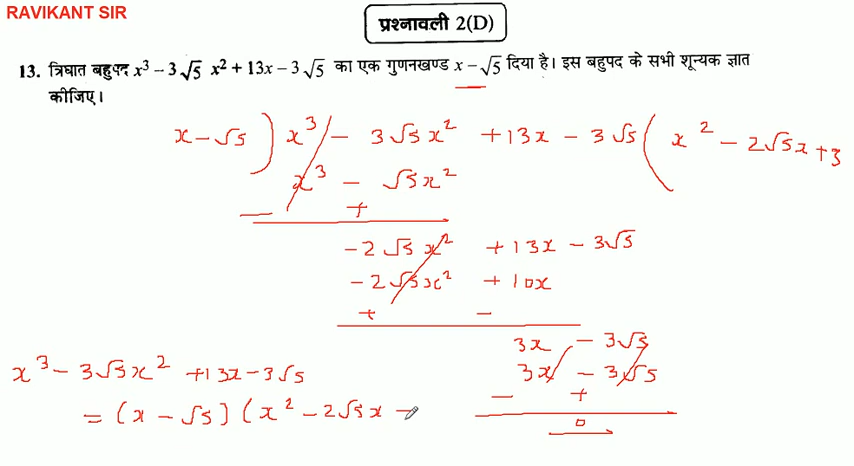 RAVIKANT SIR
प्रश्नावली 2(D)
13. त्रिघात बहुपद x³ – 3√5 x² + 13x – 3√5 का एक गुणनखण्ड x – √5 दिया है। इस बहुपद के सभी शून्यक ज्ञात
कीजिए।
x – √5 ) x³ – 3√5x² + 13x – 3√5 ( x² – 2√5x + 3
x³ – √5x²
– +
–2√5x² + 13x – 3√5
–2√5x² + 10x
+ –
3x – 3√5
3x – 3√5
– +
0
x³ – 3√5x² + 13x – 3√5
= (x – √5) (x² – 2√5x –